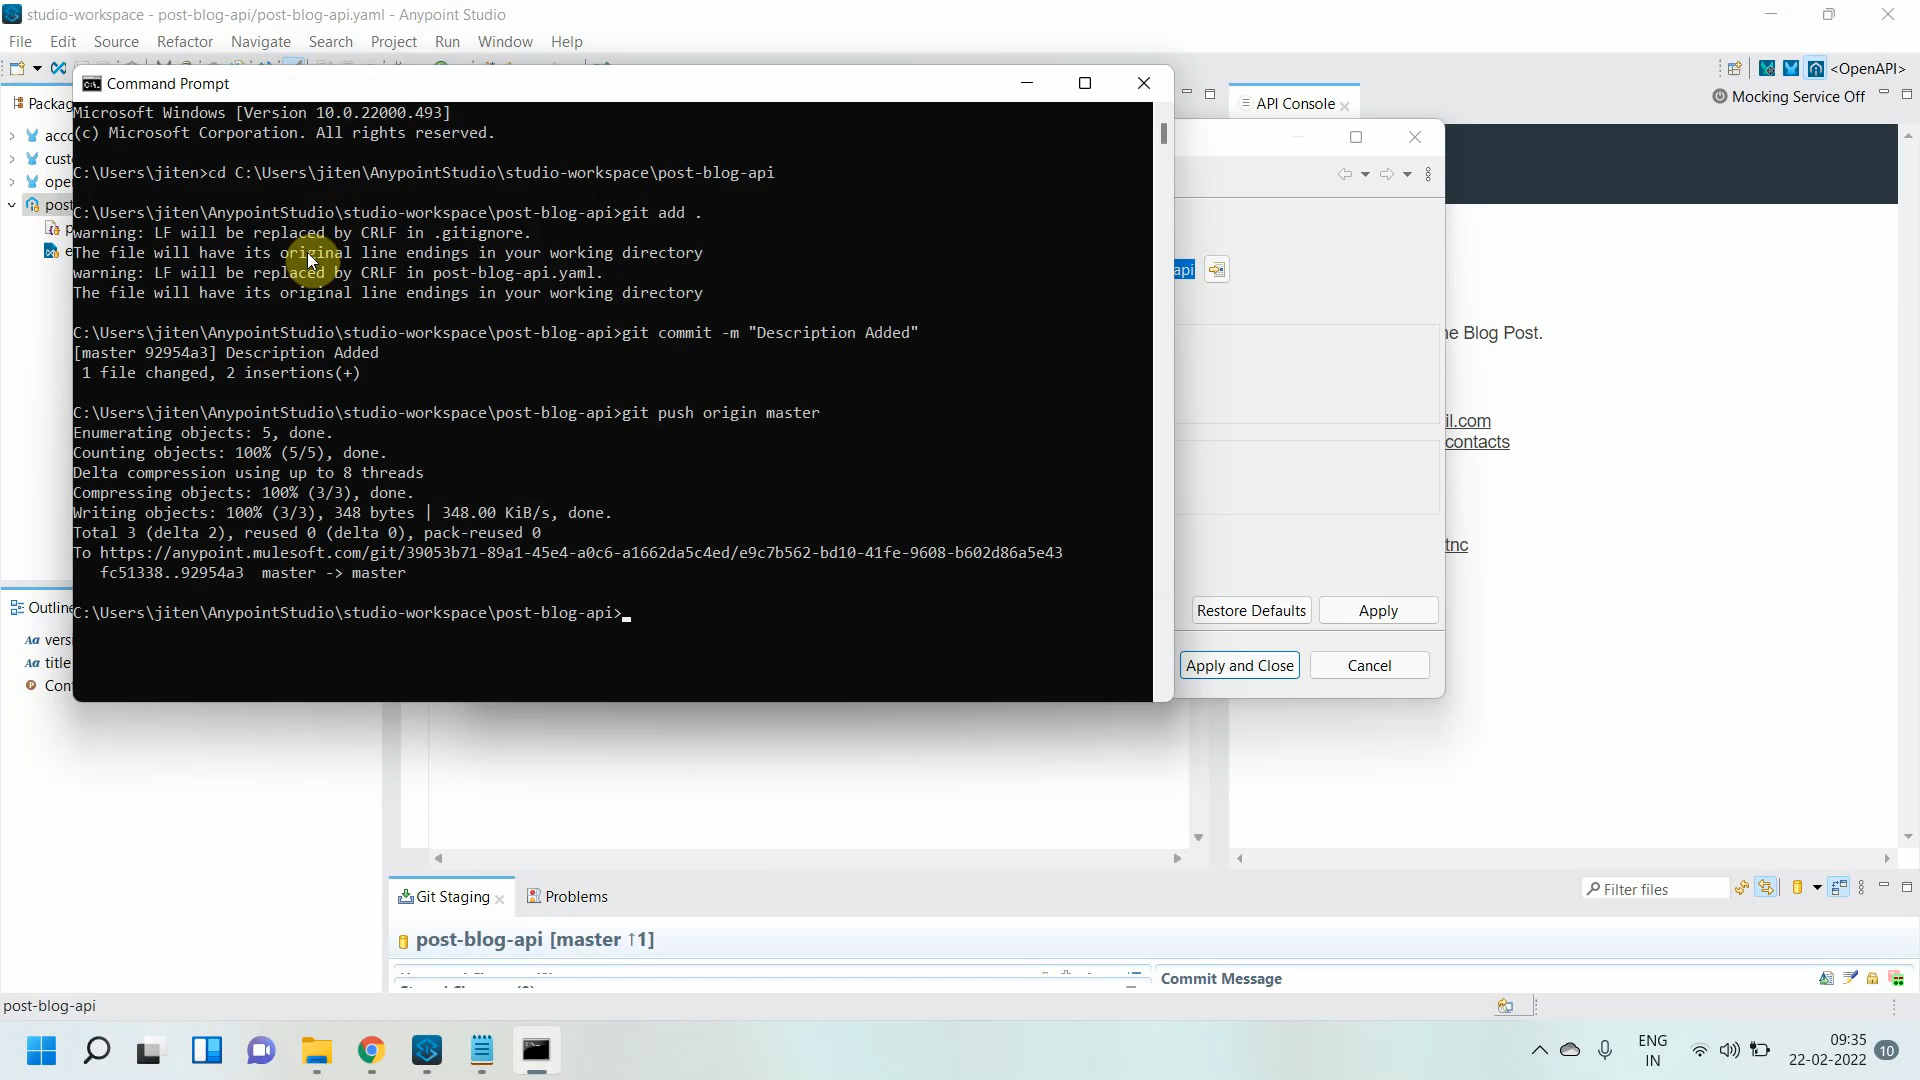 studio-workspace - post-blog-api/post-blog-api.yaml - Anypoint Studio
File Edit Source Refactor Navigate Search Project Run Window Help
<OpenAPI>
Command Prompt
API Console
Mocking Service Off
Microsoft Windows [Version 10.0.22000.493]
(c) Microsoft Corporation. All rights reserved.
C:\Users\jiten>cd C:\Users\jiten\AnypointStudio\studio-workspace\post-blog-api
C:\Users\jiten\AnypointStudio\studio-workspace\post-blog-api>git add .
warning: LF will be replaced by CRLF in .gitignore.
The file will have its original line endings in your working directory
warning: LF will be replaced by CRLF in post-blog-api.yaml.
The file will have its original line endings in your working directory
C:\Users\jiten\AnypointStudio\studio-workspace\post-blog-api>git commit -m "Description Added"
[master 92954a3] Description Added
1 file changed, 2 insertions(+)
C:\Users\jiten\AnypointStudio\studio-workspace\post-blog-api>git push origin master
Enumerating objects: 5, done.
Counting objects: 100% (5/5), done.
Delta compression using up to 8 threads
Compressing objects: 100% (3/3), done.
Writing objects: 100% (3/3), 348 bytes | 348.00 KiB/s, done.
Total 3 (delta 2), reused 0 (delta 0), pack-reused 0
To https://anypoint.mulesoft.com/git/39053b71-89a1-45e4-a0c6-a1662da5c4ed/e9c7b562-bd10-41fe-9608-b602d86a5e43
fc51338..92954a3 master -> master
C:\Users\jiten\AnypointStudio\studio-workspace\post-blog-api>
Packag
acco
cust
ope
post
Outline
Aa vers
Aa title
Con
api
e Blog Post.
il.com
contacts
tnc
Restore Defaults Apply
Apply and Close Cancel
Git Staging Problems
Filter files
post-blog-api [master ↑1]
Commit Message
post-blog-api
ENG
IN
09:35
22-02-2022
10